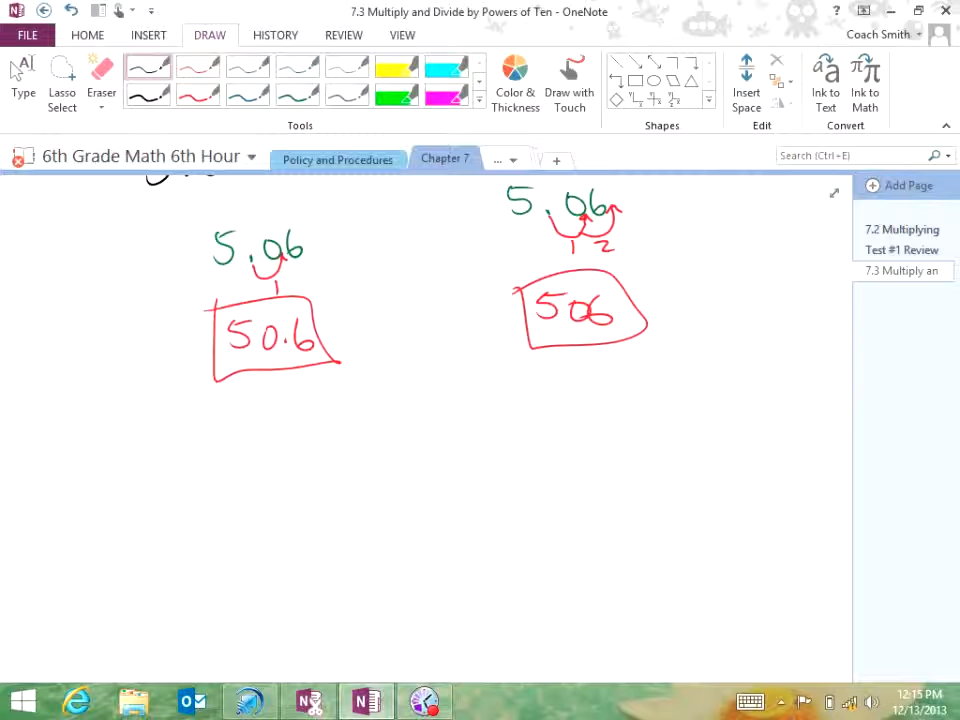 7.3 Multiply and Divide by Powers of Ten - OneNote
?
FILE HOME INSERT DRAW HISTORY REVIEW VIEW
Coach Smith
Type
Lasso Select
Eraser
Color & Thickness
Draw with Touch
Insert Space
Ink to Text
Ink to Math
Tools
Shapes
Edit
Convert
6th Grade Math 6th Hour
Policy and Procedures
Chapter 7
...
+
Search (Ctrl+E)
Add Page
7.2 Multiplying
Test #1 Review
7.3 Multiply an
5.06
1 2
506
5.06
1
50.6
12:15 PM
12/13/2013